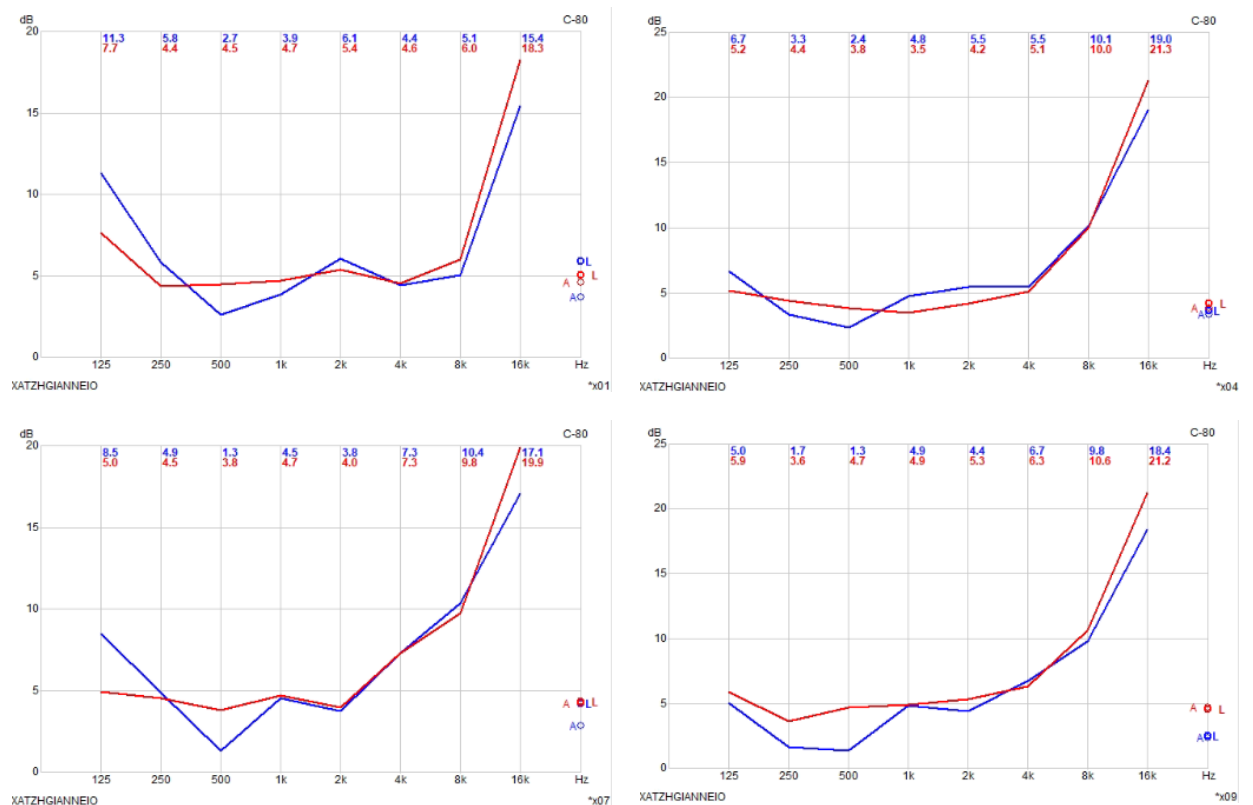 dB C-80
20 11.3 5.8 2.7 3.9 6.1 4.4 5.1 15.4
7.7 4.4 4.5 4.7 5.4 4.6 6.0 18.3
15
10
5 L
L
A
A
0
125 250 500 1k 2k 4k 8k 16k Hz
XATZHGIANNEIO *x01
dB C-80
25 6.7 3.3 2.4 4.8 5.5 5.5 10.1 19.0
5.2 4.4 3.8 3.5 4.2 5.1 10.0 21.3
20
15
10
5
A L
A L
0
125 250 500 1k 2k 4k 8k 16k Hz
XATZHGIANNEIO *x04
dB C-80
20 8.5 4.9 1.3 4.5 3.8 7.3 10.4 17.1
5.0 4.5 3.8 4.7 4.0 7.3 9.8 19.9
15
10
5
A L L
A
0
125 250 500 1k 2k 4k 8k 16k Hz
XATZHGIANNEIO *x07
dB C-80
25 5.0 1.7 1.3 4.9 4.4 6.7 9.8 18.4
5.9 3.6 4.7 4.9 5.3 6.3 10.6 21.2
20
15
10
5
A L
A L
0
125 250 500 1k 2k 4k 8k 16k Hz
XATZHGIANNEIO *x09